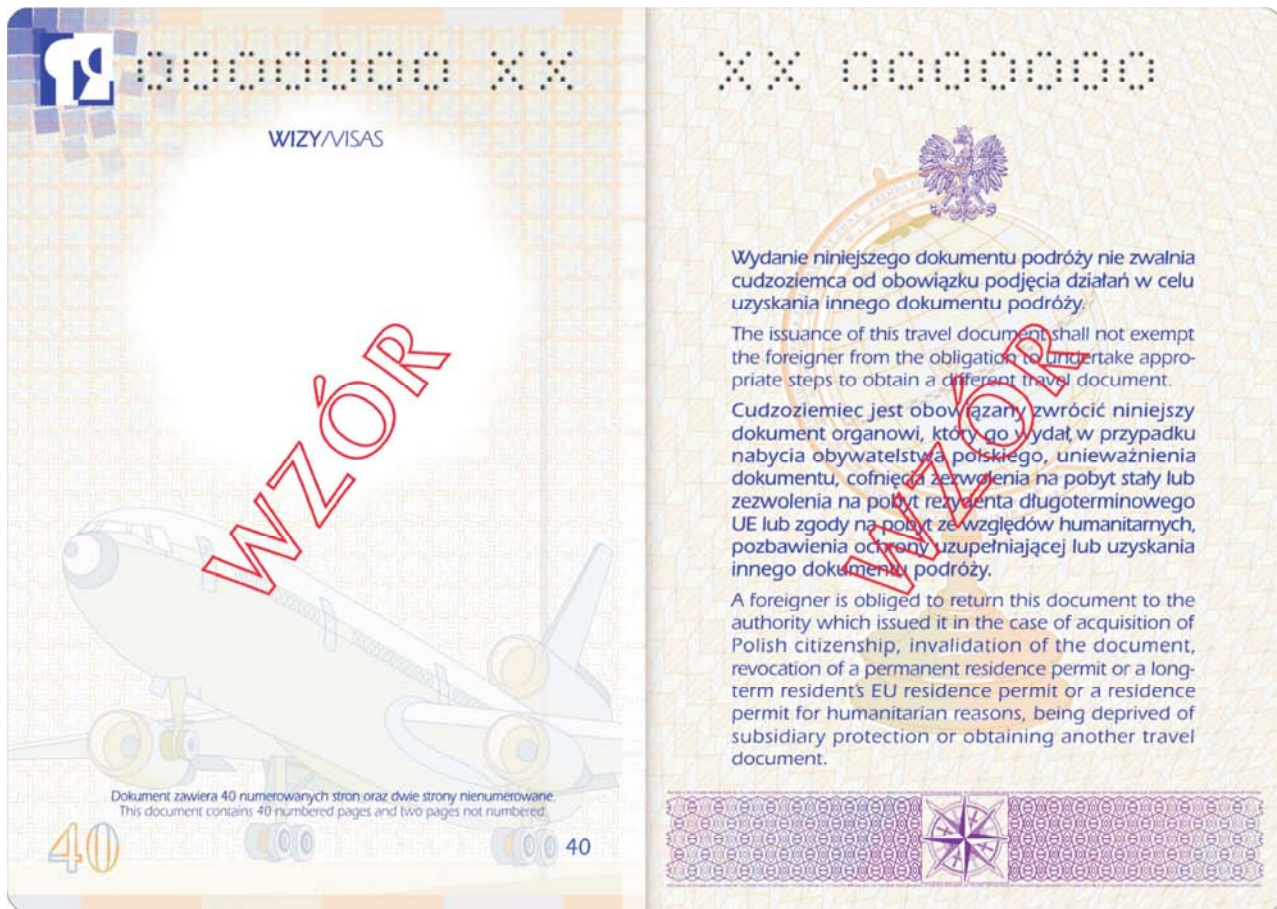 0000000 XX
WIZY/VISAS
WZÓR
Dokument zawiera 40 numerowanych stron oraz dwie strony nienumerowane.
This document contains 40 numbered pages and two pages not numbered.
40
40
XX 0000000
Wydanie niniejszego dokumentu podróży nie zwalnia
cudzoziemca od obowiązku podjęcia działań w celu
uzyskania innego dokumentu podróży.
The issuance of this travel document shall not exempt
the foreigner from the obligation to undertake appro-
priate steps to obtain a different travel document.
Cudzoziemiec jest obowiązany zwrócić niniejszy
dokument organowi, który go wydał, w przypadku
nabycia obywatelstwa polskiego, unieważnienia
dokumentu, cofnięcia zezwolenia na pobyt stały lub
zezwolenia na pobyt rezydenta długoterminowego
UE lub zgody na pobyt ze względów humanitarnych,
pozbawienia ochrony uzupełniającej lub uzyskania
innego dokumentu podróży.
A foreigner is obliged to return this document to the
authority which issued it in the case of acquisition of
Polish citizenship, invalidation of the document,
revocation of a permanent residence permit or a long-
term resident's EU residence permit or a residence
permit for humanitarian reasons, being deprived of
subsidiary protection or obtaining another travel
document.
WZÓR